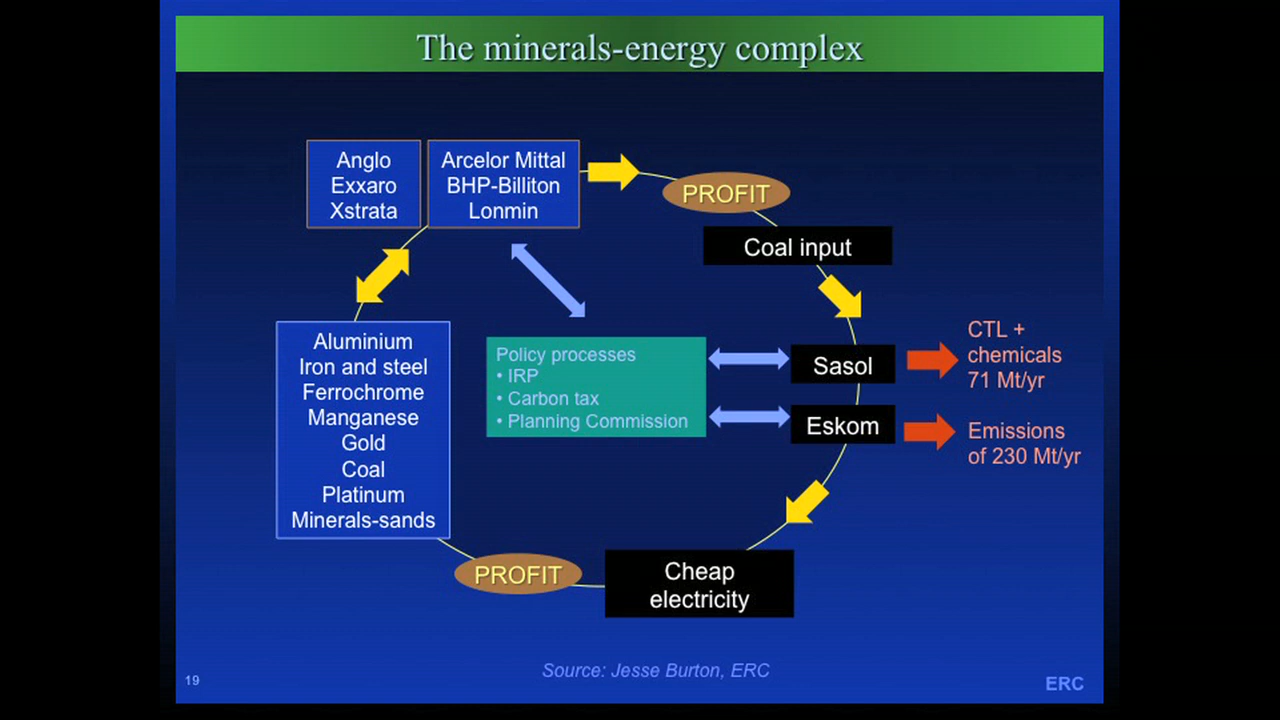 The minerals-energy complex
Anglo
Exxaro
Xstrata
Arcelor Mittal
BHP-Billiton
Lonmin
PROFIT
Coal input
Aluminium
Iron and steel
Ferrochrome
Manganese
Gold
Coal
Platinum
Minerals-sands
Policy processes
• IRP
• Carbon tax
• Planning Commission
Sasol
Eskom
CTL +
chemicals
71 Mt/yr
Emissions
of 230 Mt/yr
PROFIT
Cheap
electricity
Source: Jesse Burton, ERC
19
ERC